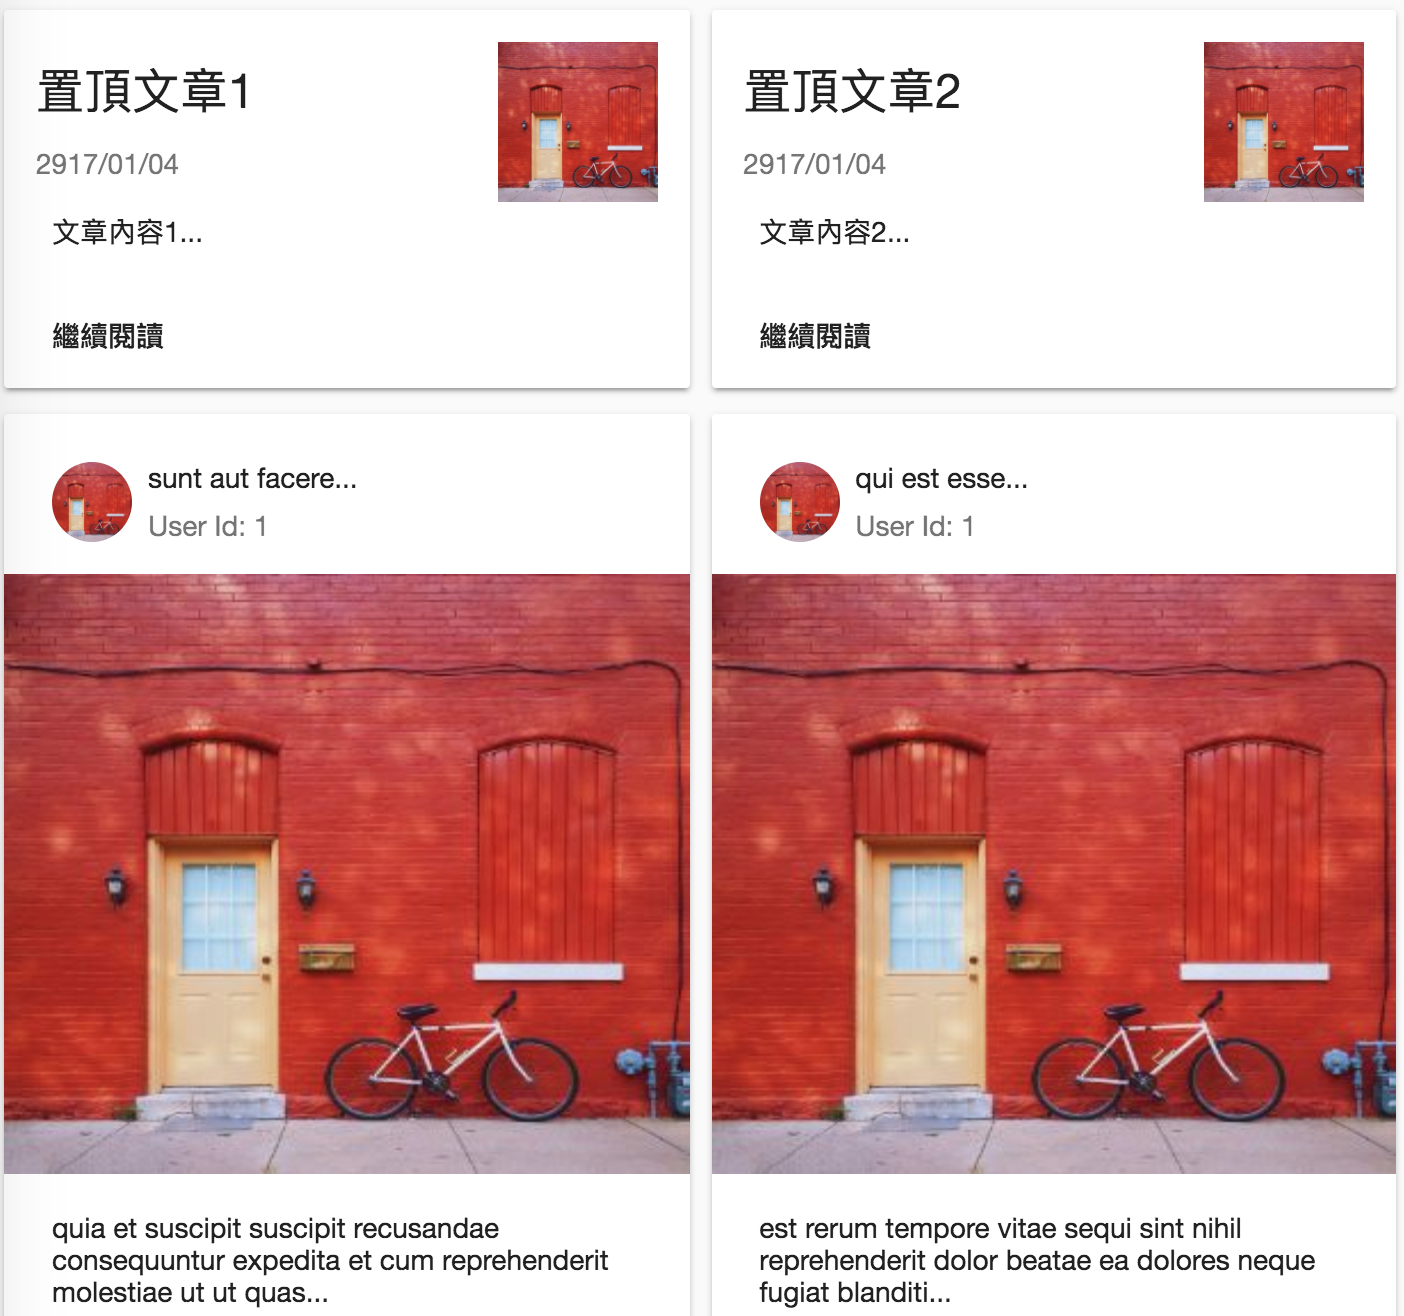 置頂文章1
2917/01/04
文章內容1...
繼續閱讀
置頂文章2
2917/01/04
文章內容2...
繼續閱讀
sunt aut facere...
User Id: 1
quia et suscipit suscipit recusandae
consequuntur expedita et cum reprehenderit
molestiae ut ut quas...
qui est esse...
User Id: 1
est rerum tempore vitae sequi sint nihil
reprehenderit dolor beatae ea dolores neque
fugiat blanditi...